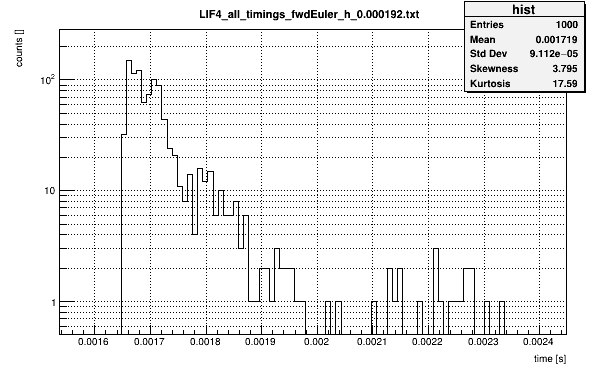 LIF4_all_timings_fwdEuler_h_0.000192.txt
hist
Entries 1000
Mean 0.001719
Std Dev 9.112e−05
Skewness 3.795
Kurtosis 17.59
counts []
10²
10
1
0.0016 0.0017 0.0018 0.0019 0.002 0.0021 0.0022 0.0023 0.0024
time [s]